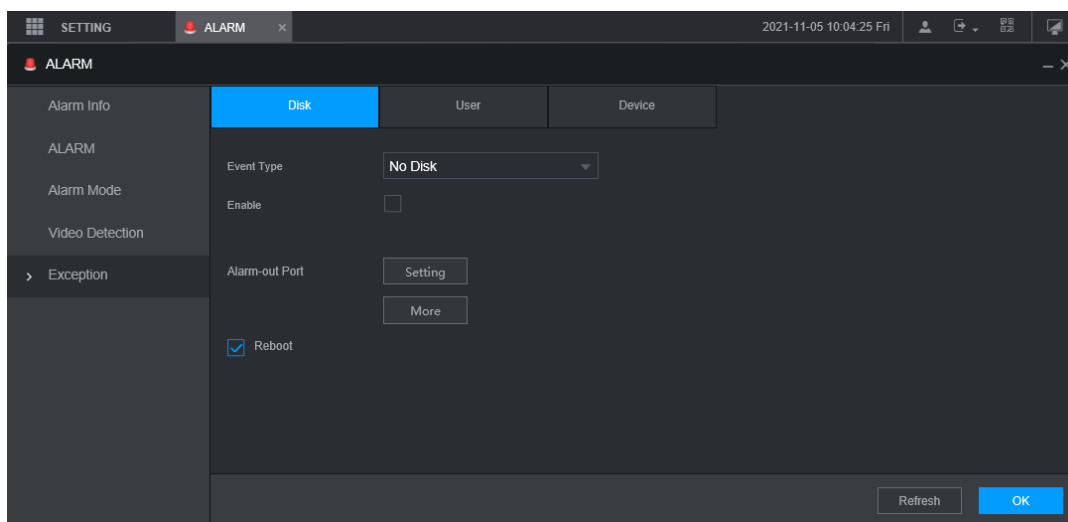 SETTING
ALARM ×
2021-11-05 10:04:25 Fri
ALARM
Alarm Info
ALARM
Alarm Mode
Video Detection
Exception
Disk User Device
Event Type No Disk
Enable
Alarm-out Port Setting
More
Reboot
Refresh OK